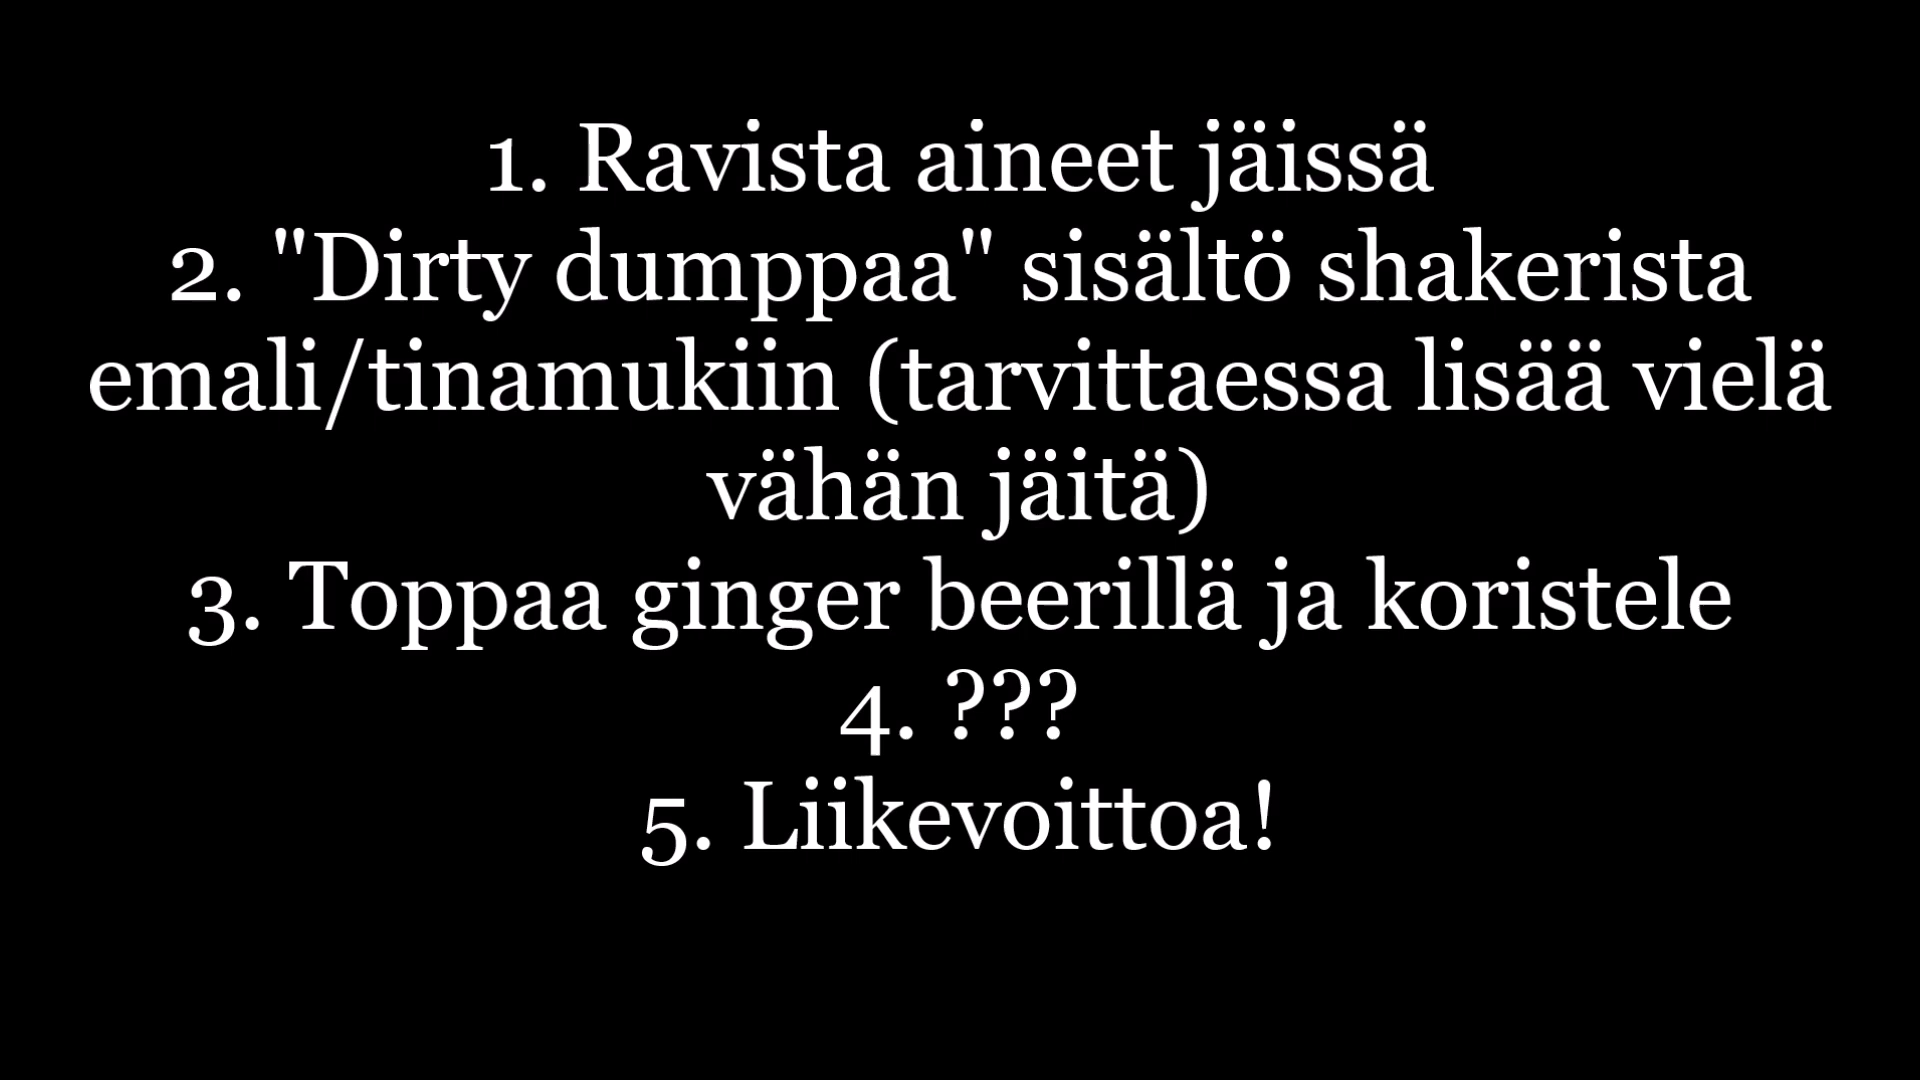 1. Ravista aineet jäissä
2. "Dirty dumppaa" sisältö shakerista
emali/tinamukiin (tarvittaessa lisää vielä
vähän jäitä)
3. Toppaa ginger beerillä ja koristele
4. ???
5. Liikevoittoa!